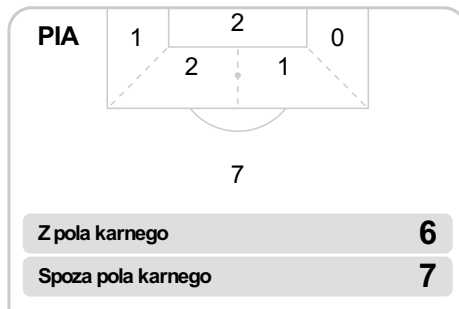 PIA 1 2 0
2 1
7
Z pola karnego 6
Spoza pola karnego 7